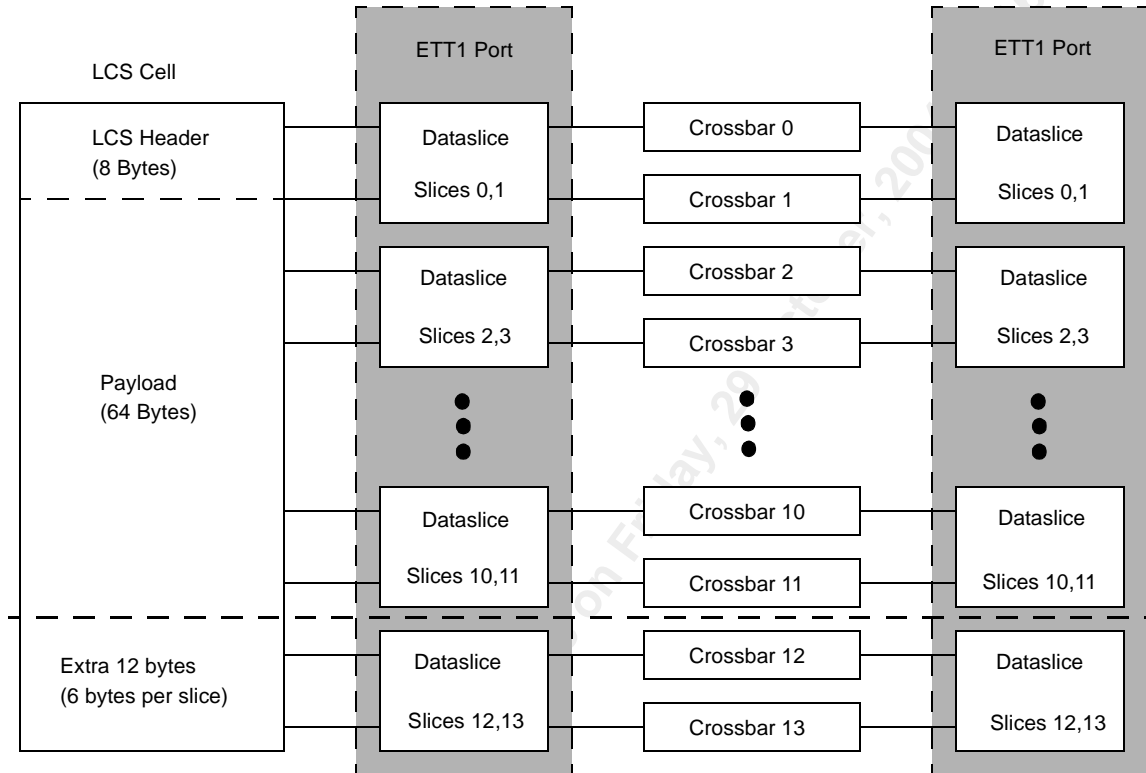 LCS Cell
LCS Header
(8 Bytes)
Payload
(64 Bytes)
Extra 12 bytes
(6 bytes per slice)
ETT1 Port
Dataslice
Slices 0,1
Dataslice
Slices 2,3
Dataslice
Slices 10,11
Dataslice
Slices 12,13
Crossbar 0
Crossbar 1
Crossbar 2
Crossbar 3
Crossbar 10
Crossbar 11
Crossbar 12
Crossbar 13
ETT1 Port
Dataslice
Slices 0,1
Dataslice
Slices 2,3
Dataslice
Slices 10,11
Dataslice
Slices 12,13
on Friday, 29